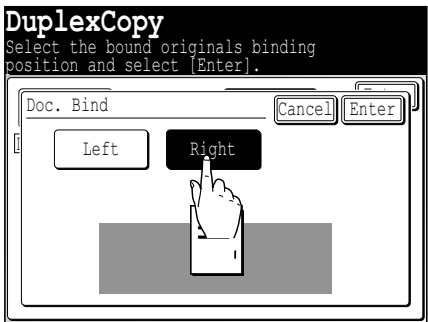 DuplexCopy
Select the bound originals binding
position and select [Enter].
Doc. Bind
Cancel
Enter
Left
Right